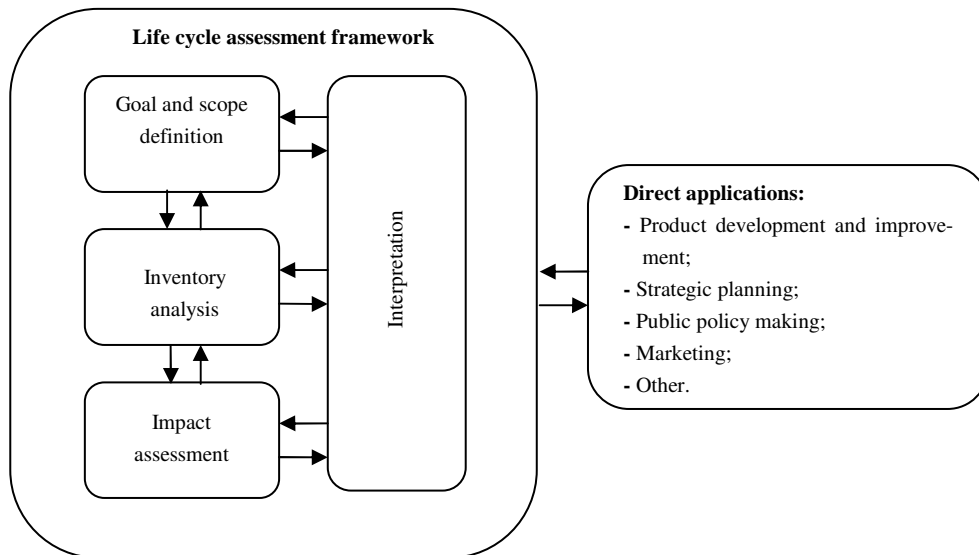 Life cycle assessment framework
Goal and scope
definition
Inventory
analysis
Impact
assessment
Interpretation
Direct applications:
- Product development and improve-
ment;
- Strategic planning;
- Public policy making;
- Marketing;
- Other.